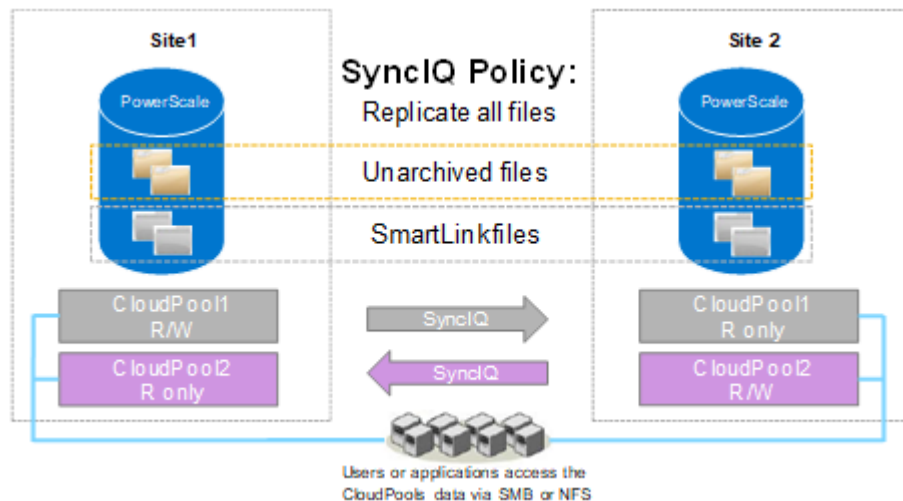 Site1
Site 2
SyncIQ Policy:
PowerScale
PowerScale
Replicate all files
Unarchived files
SmartLinkfiles
CloudPool1
R/W
CloudPool1
R only
SyncIQ
CloudPool2
R only
CloudPool2
R/W
SyncIQ
Users or applications access the
CloudPools data via SMB or NFS